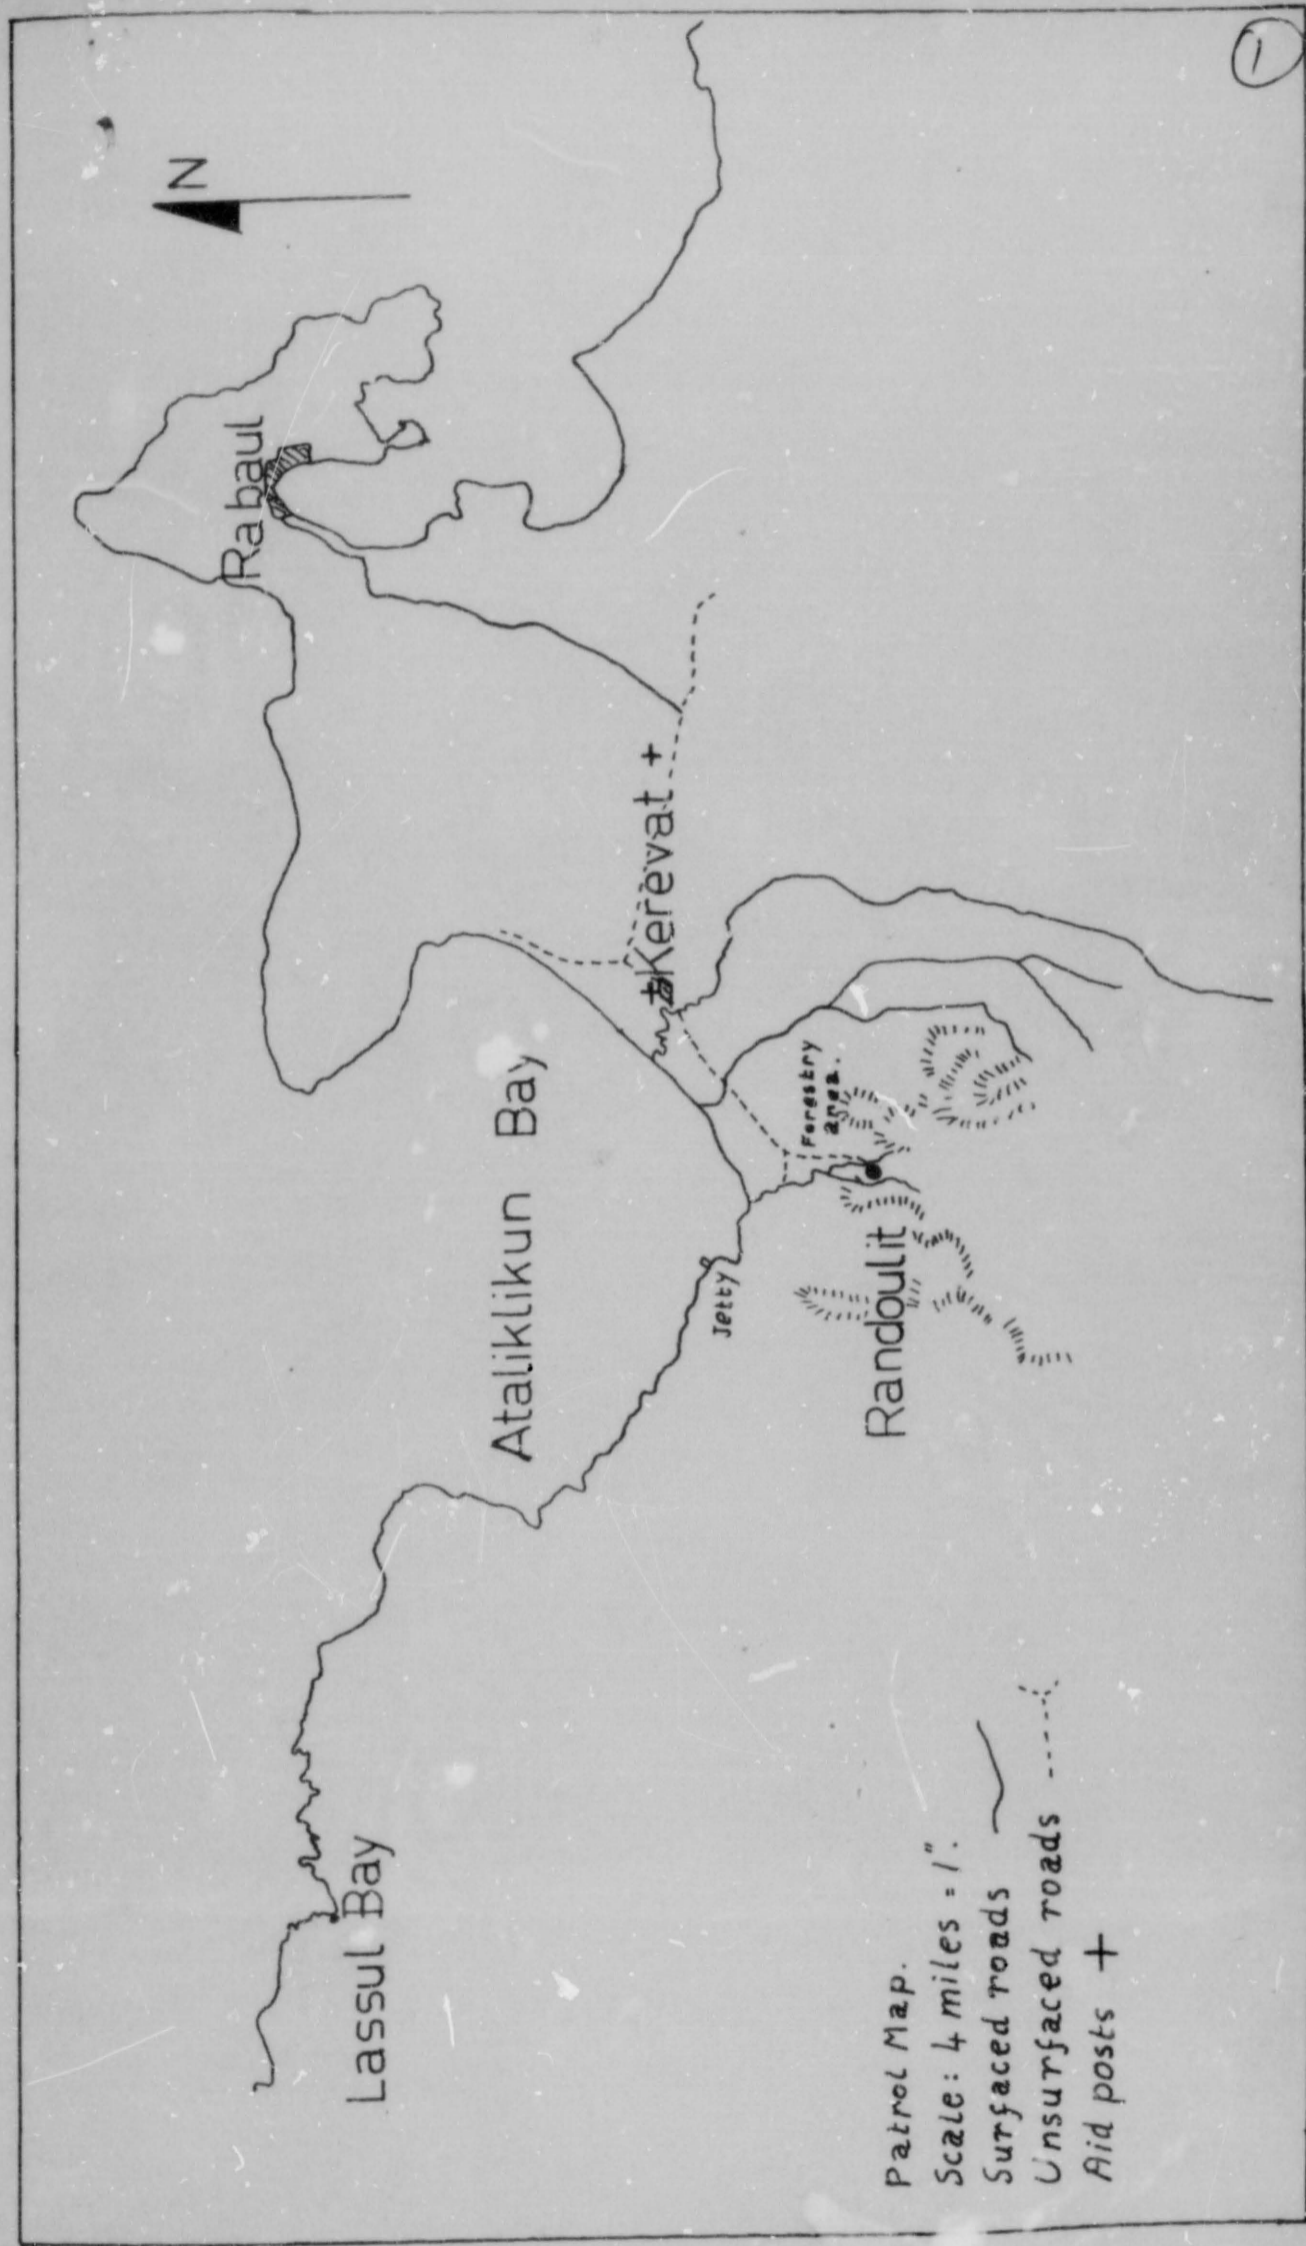 1
N
Rabaul
Kerevat
Ataliklikun Bay
Forestry
area.
Jetty
Randoulit
Lassul Bay
Patrol Map.
Scale: 4 miles = 1".
Surfaced roads
Unsurfaced roads
Aid posts +